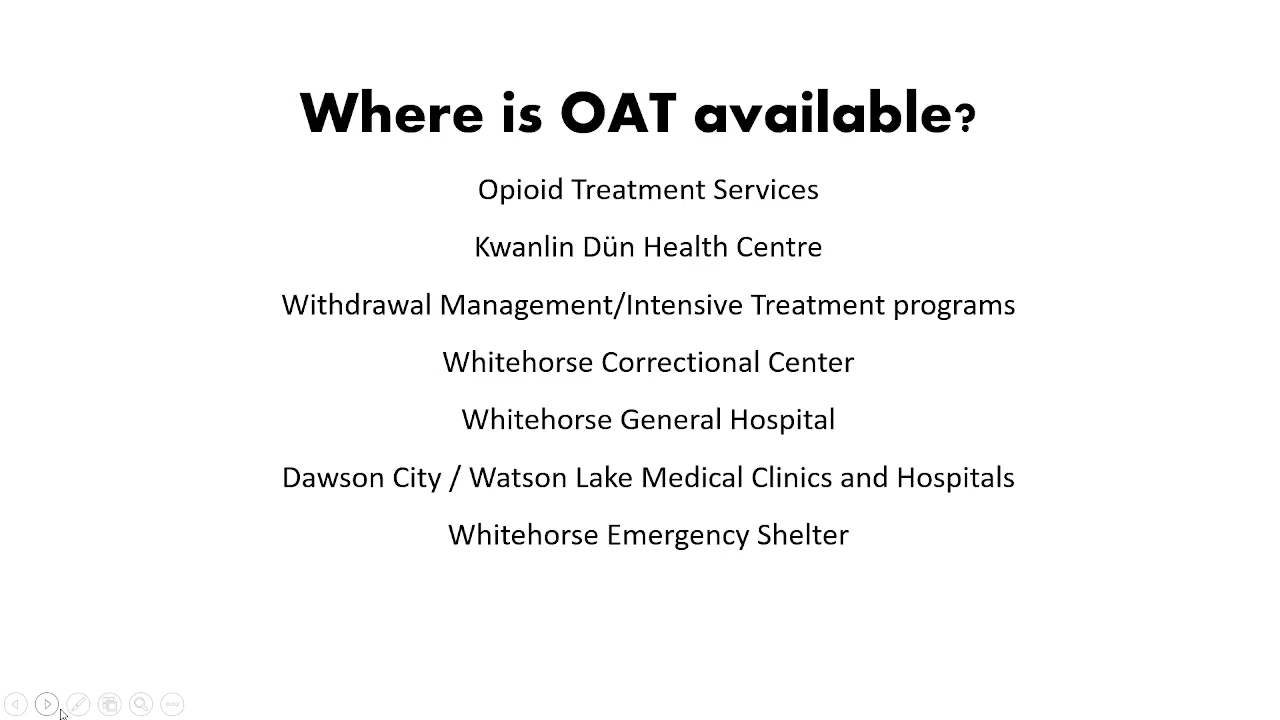 Where is OAT available?
Opioid Treatment Services
Kwanlin Dün Health Centre
Withdrawal Management/Intensive Treatment programs
Whitehorse Correctional Center
Whitehorse General Hospital
Dawson City / Watson Lake Medical Clinics and Hospitals
Whitehorse Emergency Shelter